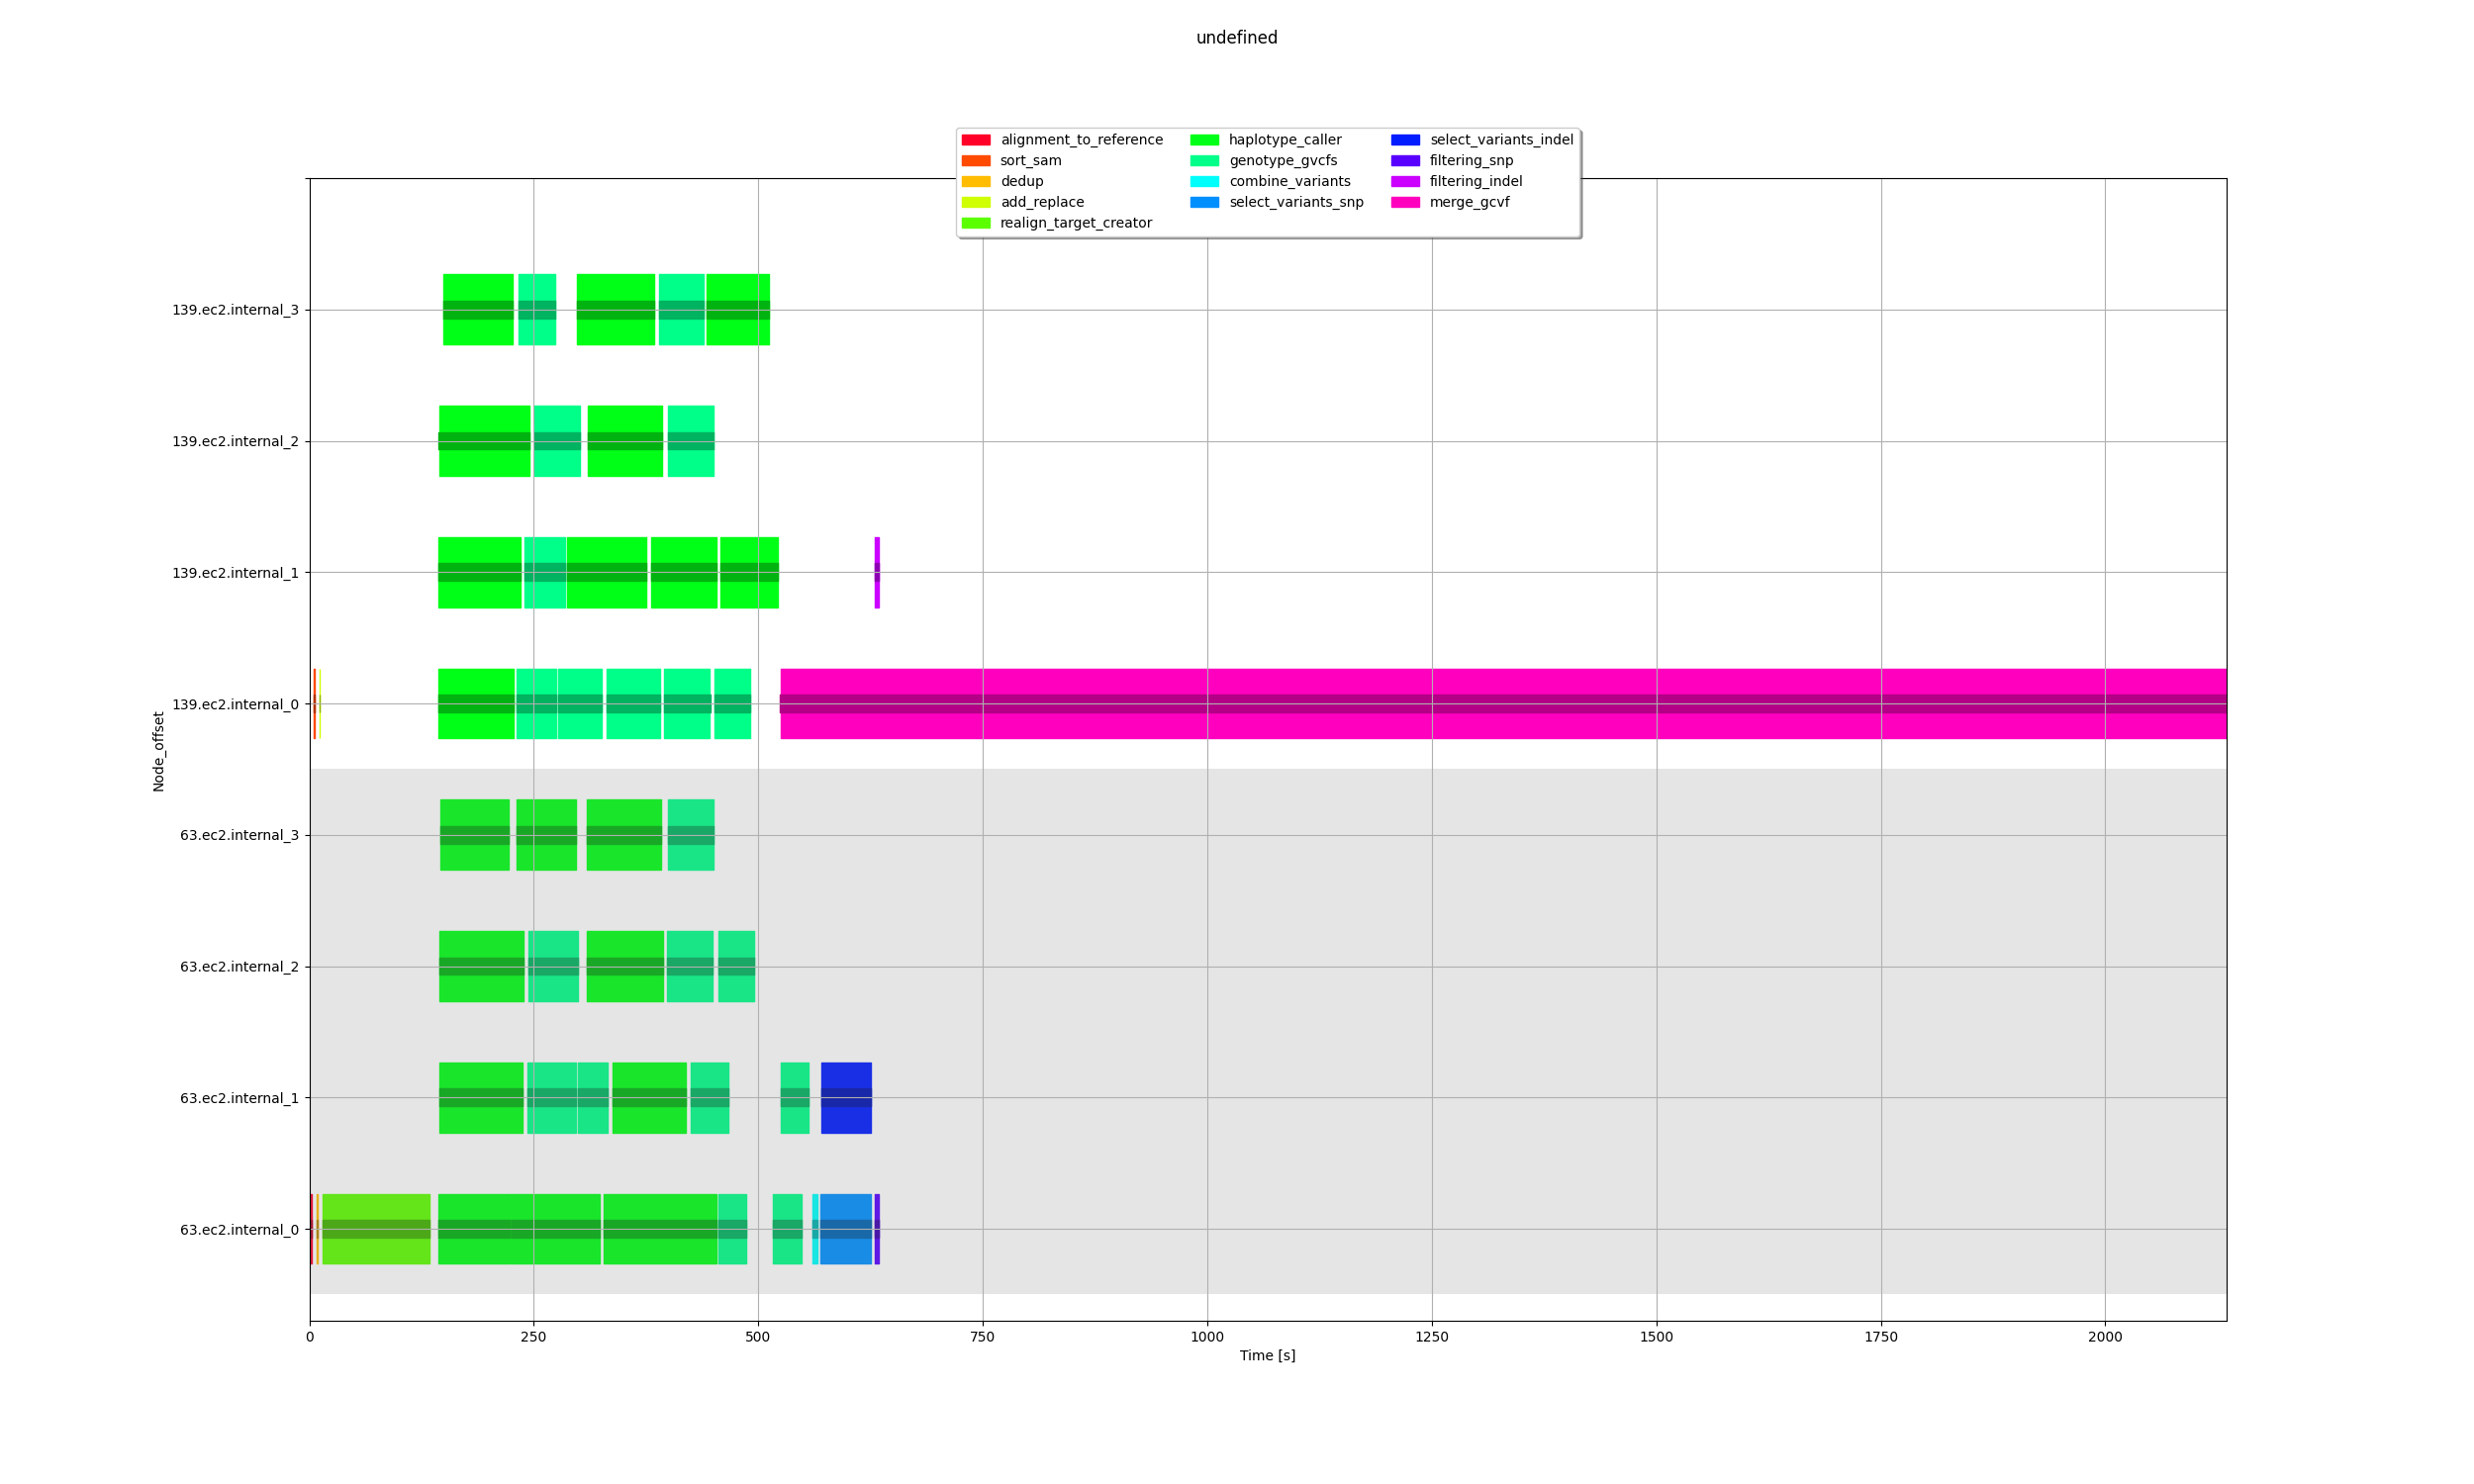 undefined
alignment_to_reference
sort_sam
dedup
add_replace
realign_target_creator
haplotype_caller
genotype_gvcfs
combine_variants
select_variants_snp
select_variants_indel
filtering_snp
filtering_indel
merge_gcvf
139.ec2.internal_3
139.ec2.internal_2
139.ec2.internal_1
139.ec2.internal_0
63.ec2.internal_3
63.ec2.internal_2
63.ec2.internal_1
63.ec2.internal_0
Node_offset
0 250 500 750 1000 1250 1500 1750 2000
Time [s]